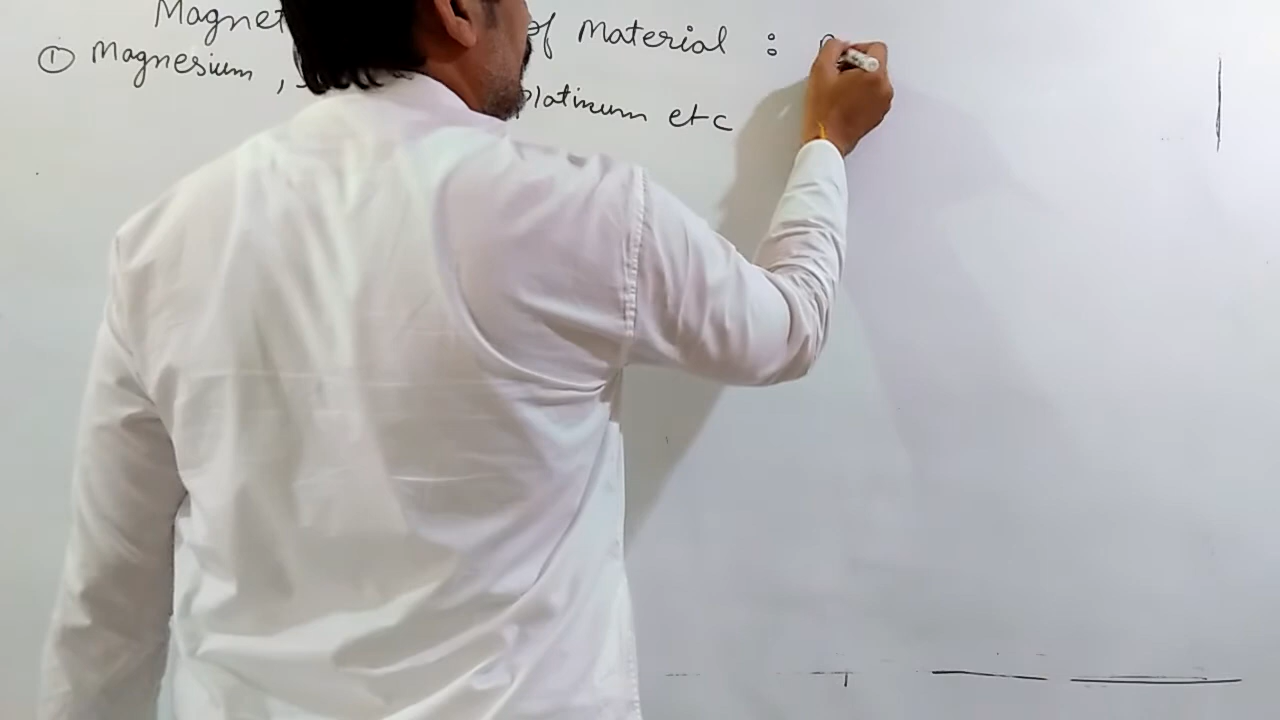 Magnet of Material :
① Magnesium , platinum etc